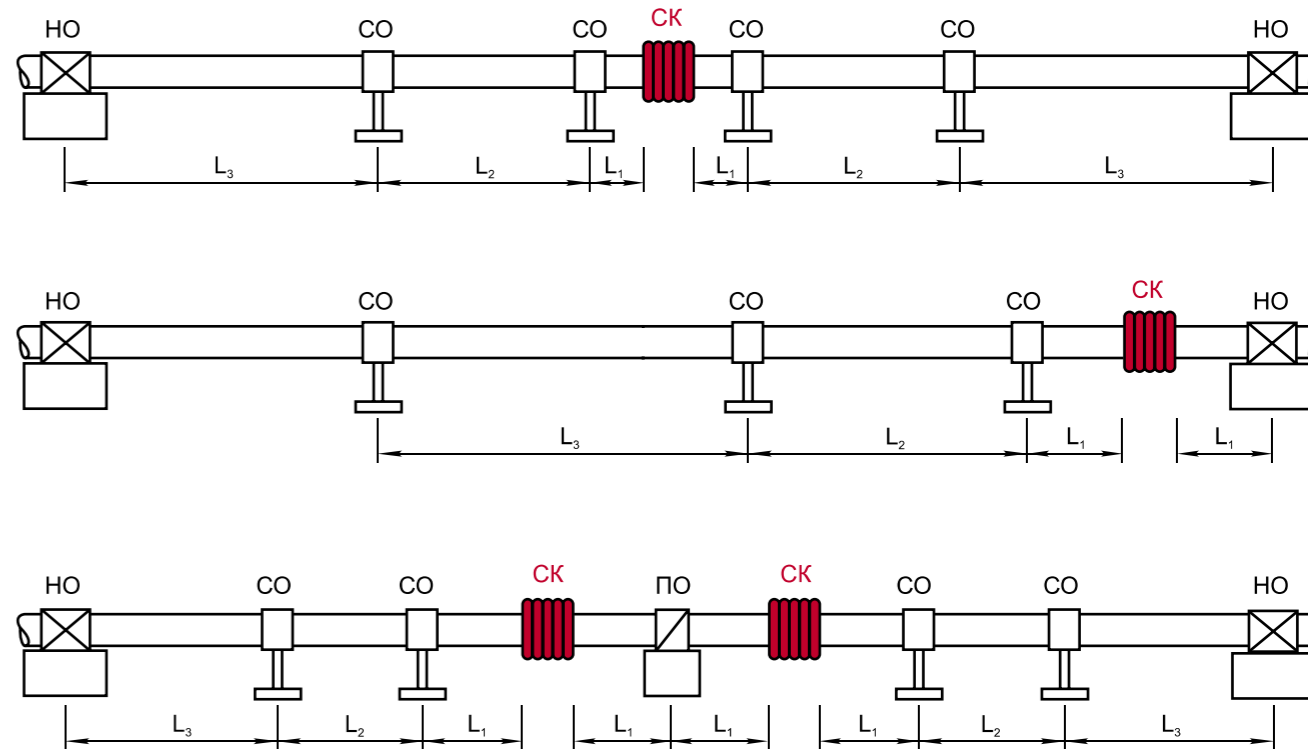 НО СО СО СК СО СО НО
L₃ L₂ L₁ L₁ L₂ L₃
НО СО СО СО СК НО
L₃ L₂ L₁ L₁
НО СО СО СК ПО СК СО СО НО
L₃ L₂ L₁ L₁ L₁ L₁ L₂ L₃